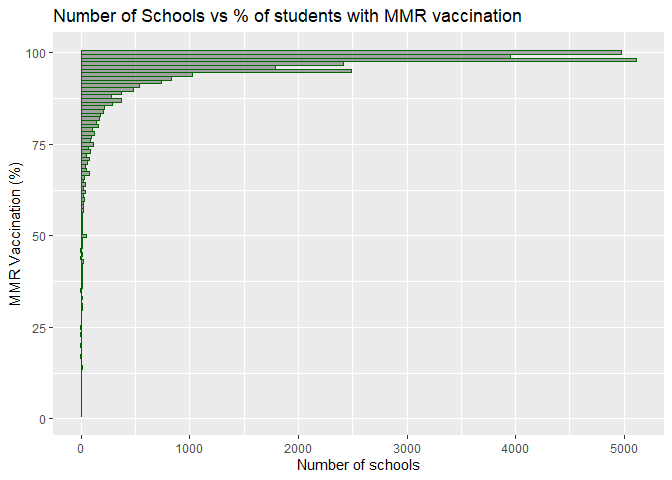 Number of Schools vs % of students with MMR vaccination
MMR Vaccination (%)
100
75
50
25
0
0 1000 2000 3000 4000 5000
Number of schools